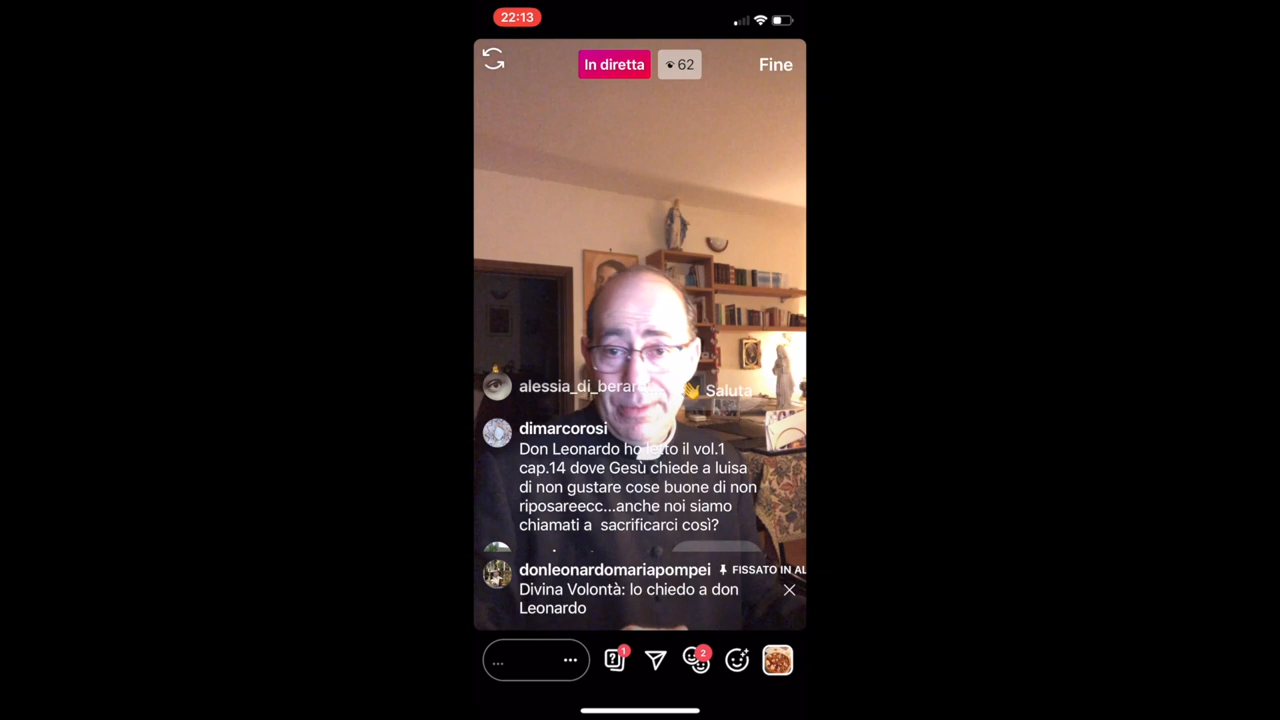 22:13
In diretta
62
Fine
alessia_di_berar
Saluta
dimarcorosi
Don Leonardo ho letto il vol.1
cap.14 dove Gesù chiede a luisa
di non gustare cose buone di non
riposareecc...anche noi siamo
chiamati a sacrificarci così?
donleonardomariapompei FISSATO IN AL
Divina Volontà: lo chiedo a don
Leonardo
...
1
2